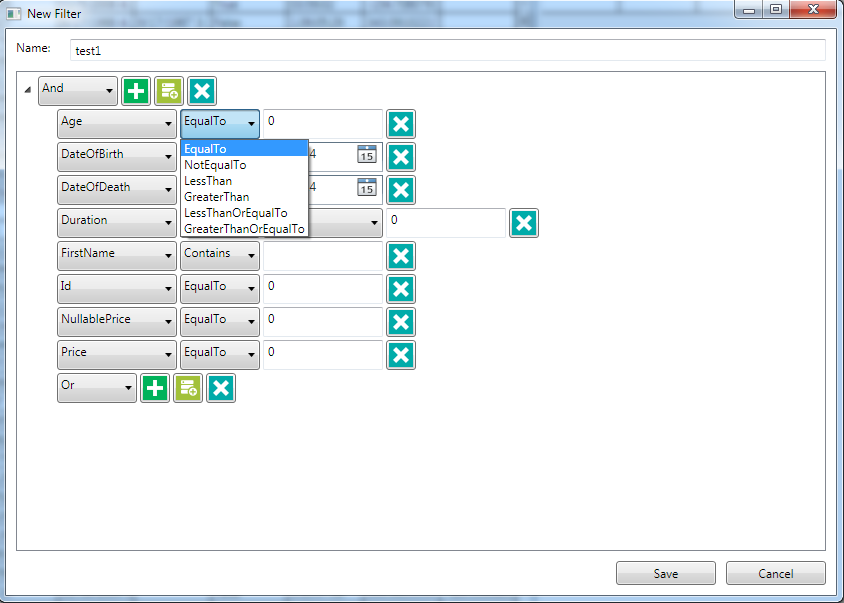 New Filter
Name: test1
And
Age EqualTo 0
EqualTo
DateOfBirth NotEqualTo 4 15
LessThan
DateOfDeath GreaterThan 4 15
LessThanOrEqualTo
Duration GreaterThanOrEqualTo 0
FirstName Contains
Id EqualTo 0
NullablePrice EqualTo 0
Price EqualTo 0
Or
Save Cancel